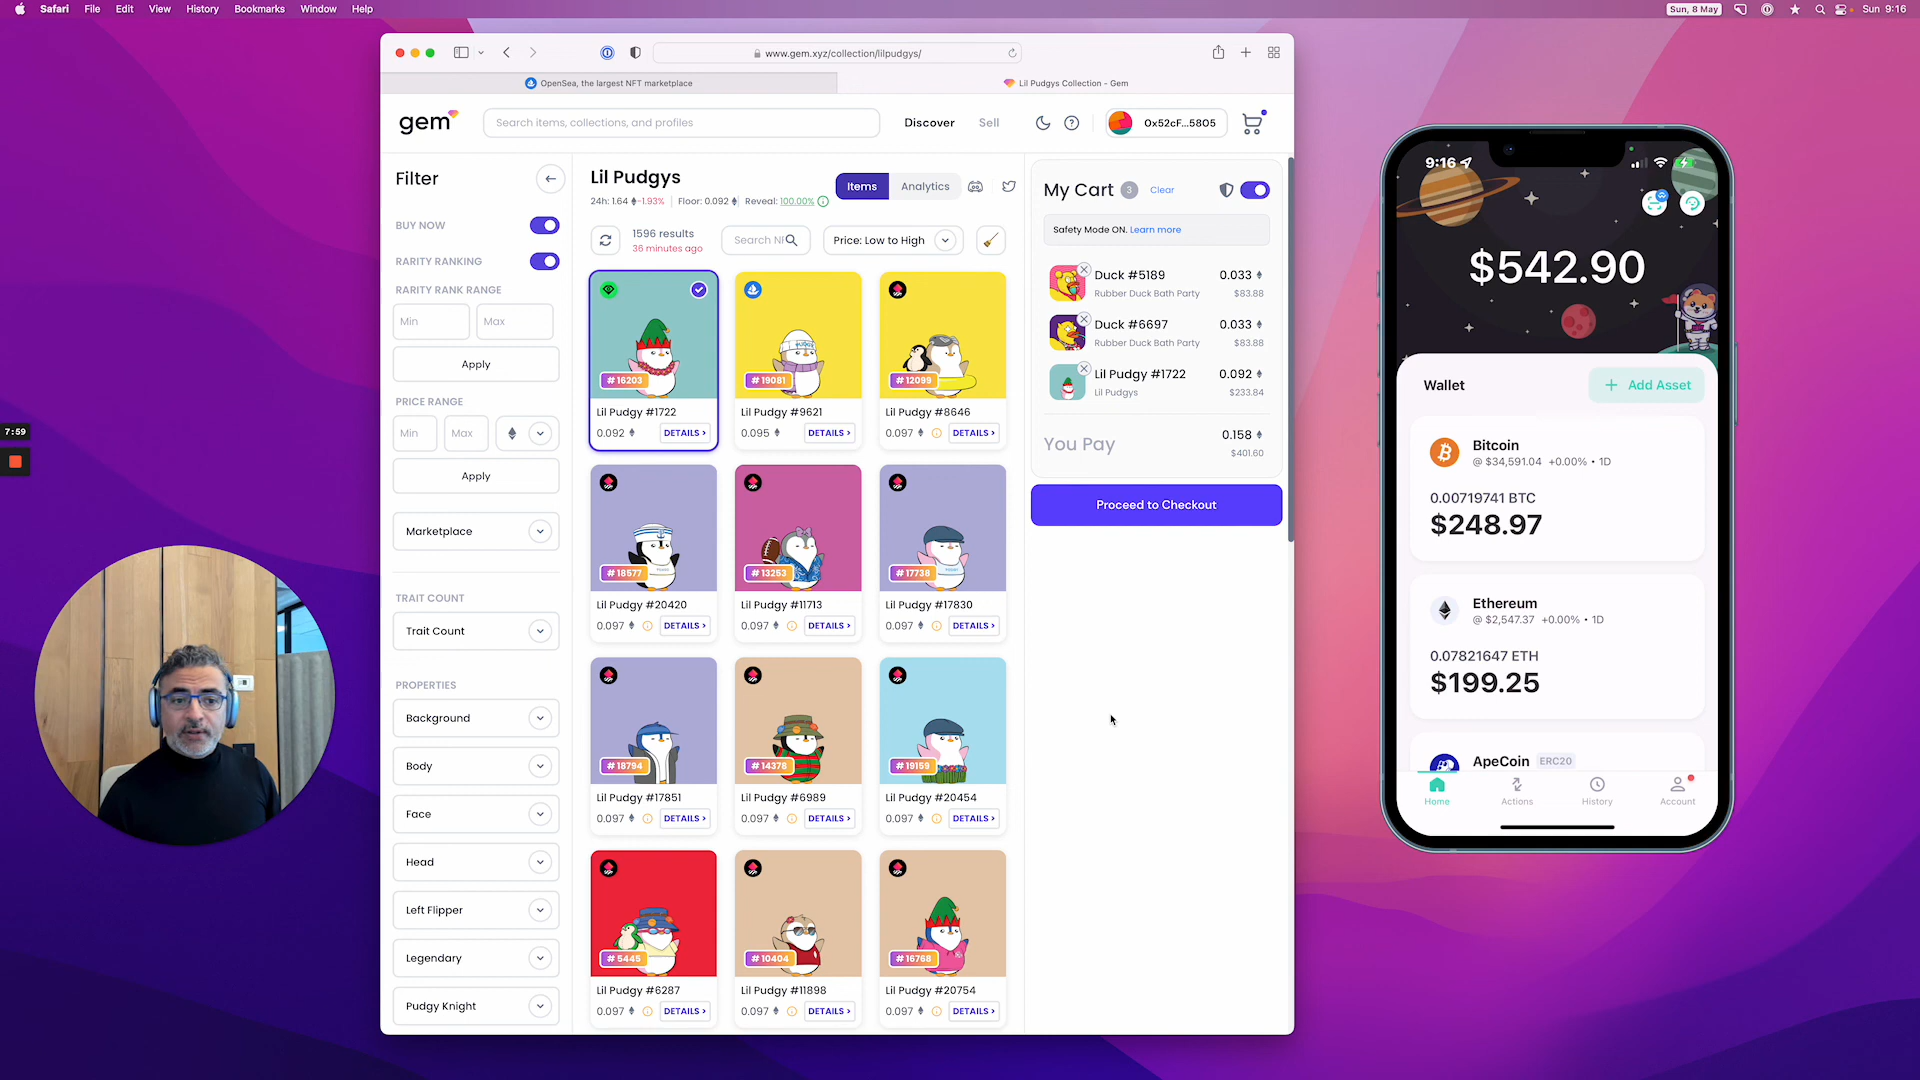 Safari File Edit View History Bookmarks Window Help
Sun, 8 May
Sun 9:16
www.gem.xyz/collection/lilpudgys/
OpenSea, the largest NFT marketplace
Lil Pudgys Collection - Gem
gem
Search items, collections, and profiles
Discover
Sell
0x52cF...5805
Filter
BUY NOW
RARITY RANKING
RARITY RANK RANGE
Min
Max
Apply
PRICE RANGE
Min
Max
Apply
Marketplace
TRAIT COUNT
Trait Count
PROPERTIES
Background
Body
Face
Head
Left Flipper
Legendary
Pudgy Knight
Lil Pudgys
24h: 1.64 -1.93% Floor: 0.092 Reveal: 100.00%
Items
Analytics
1596 results
36 minutes ago
Search NF
Price: Low to High
#16203
Lil Pudgy #1722
0.092 DETAILS >
#19081
Lil Pudgy #9621
0.095 DETAILS >
#12099
Lil Pudgy #8646
0.097 DETAILS >
#18577
Lil Pudgy #20420
0.097 DETAILS >
#13253
Lil Pudgy #11713
0.097 DETAILS >
#17738
Lil Pudgy #17830
0.097 DETAILS >
#18794
Lil Pudgy #17851
0.097 DETAILS >
#14378
Lil Pudgy #6989
0.097 DETAILS >
#19159
Lil Pudgy #20454
0.097 DETAILS >
#5445
Lil Pudgy #6287
0.097 DETAILS >
#10404
Lil Pudgy #11898
0.097 DETAILS >
#16768
Lil Pudgy #20754
0.097 DETAILS >
My Cart 3 Clear
Safety Mode ON. Learn more
Duck #5189 0.033
Rubber Duck Bath Party $83.88
Duck #6697 0.033
Rubber Duck Bath Party $83.88
Lil Pudgy #1722 0.092
Lil Pudgys $233.84
You Pay 0.158
$401.60
Proceed to Checkout
7:59
9:16
$542.90
Wallet
+ Add Asset
Bitcoin
@ $34,591.04 +0.00% • 1D
0.00719741 BTC
$248.97
Ethereum
@ $2,547.37 +0.00% • 1D
0.07821647 ETH
$199.25
ApeCoin ERC20
Home
Actions
History
Account